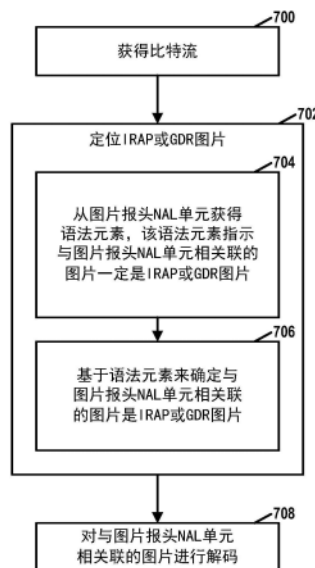 700
获得比特流
702
定位IRAP或GDR图片
704
从图片报头NAL单元获得
语法元素，该语法元素指示
与图片报头NAL单元相关联的
图片一定是IRAP或GDR图片
706
基于语法元素来确定与
图片报头NAL单元相关联
的图片是IRAP或GDR图片
708
对与图片报头NAL单元
相关联的图片进行解码